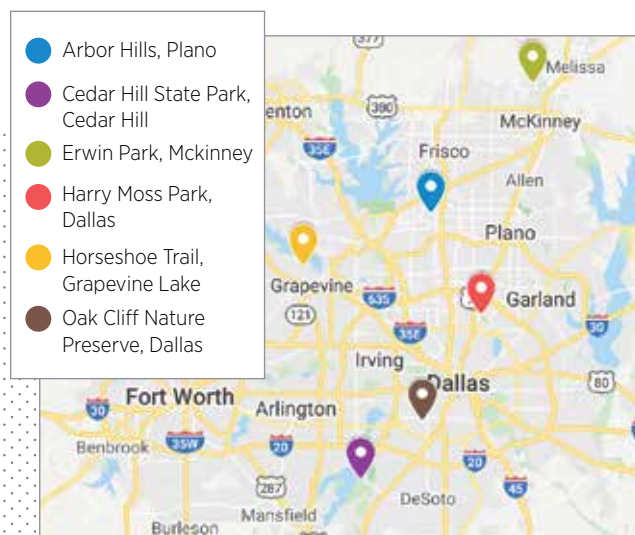 Arbor Hills, Plano
Cedar Hill State Park,
Cedar Hill
Erwin Park, Mckinney
Harry Moss Park,
Dallas
Horseshoe Trail,
Grapevine Lake
Oak Cliff Nature
Preserve, Dallas
377
Melissa
enton
380
McKinney
35E
Frisco
Allen
Plano
Grapevine
635
Garland
121
35E
30
Irving
Dallas
80
Fort Worth
30
Arlington
Benbrook
35W
20
20
287
45
DeSoto
Mansfield
Burleson